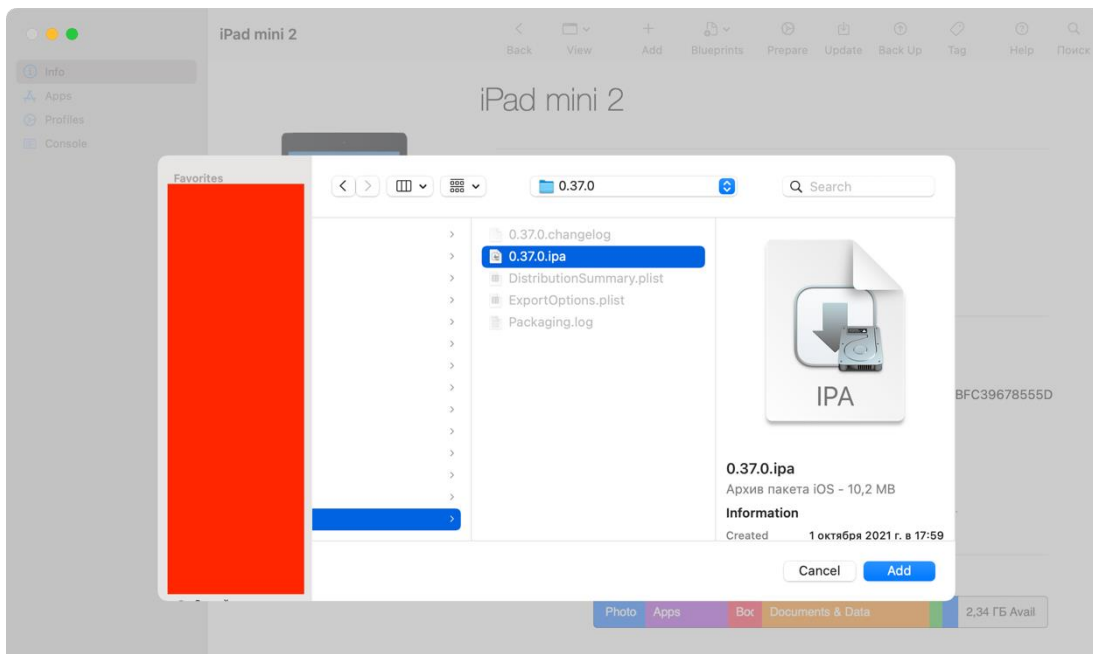 iPad mini 2
Back View Add Blueprints Prepare Update Back Up Tag Help Поиск
Info
Apps
Profiles
Console
iPad mini 2
Favorites
0.37.0
Search
0.37.0.changelog
0.37.0.ipa
DistributionSummary.plist
ExportOptions.plist
Packaging.log
IPA
BFC39678555D
0.37.0.ipa
Архив пакета iOS - 10,2 MB
Information
Created 1 октября 2021 г. в 17:59
Cancel Add
Photo Apps Boo Documents & Data 2,34 ГБ Avail